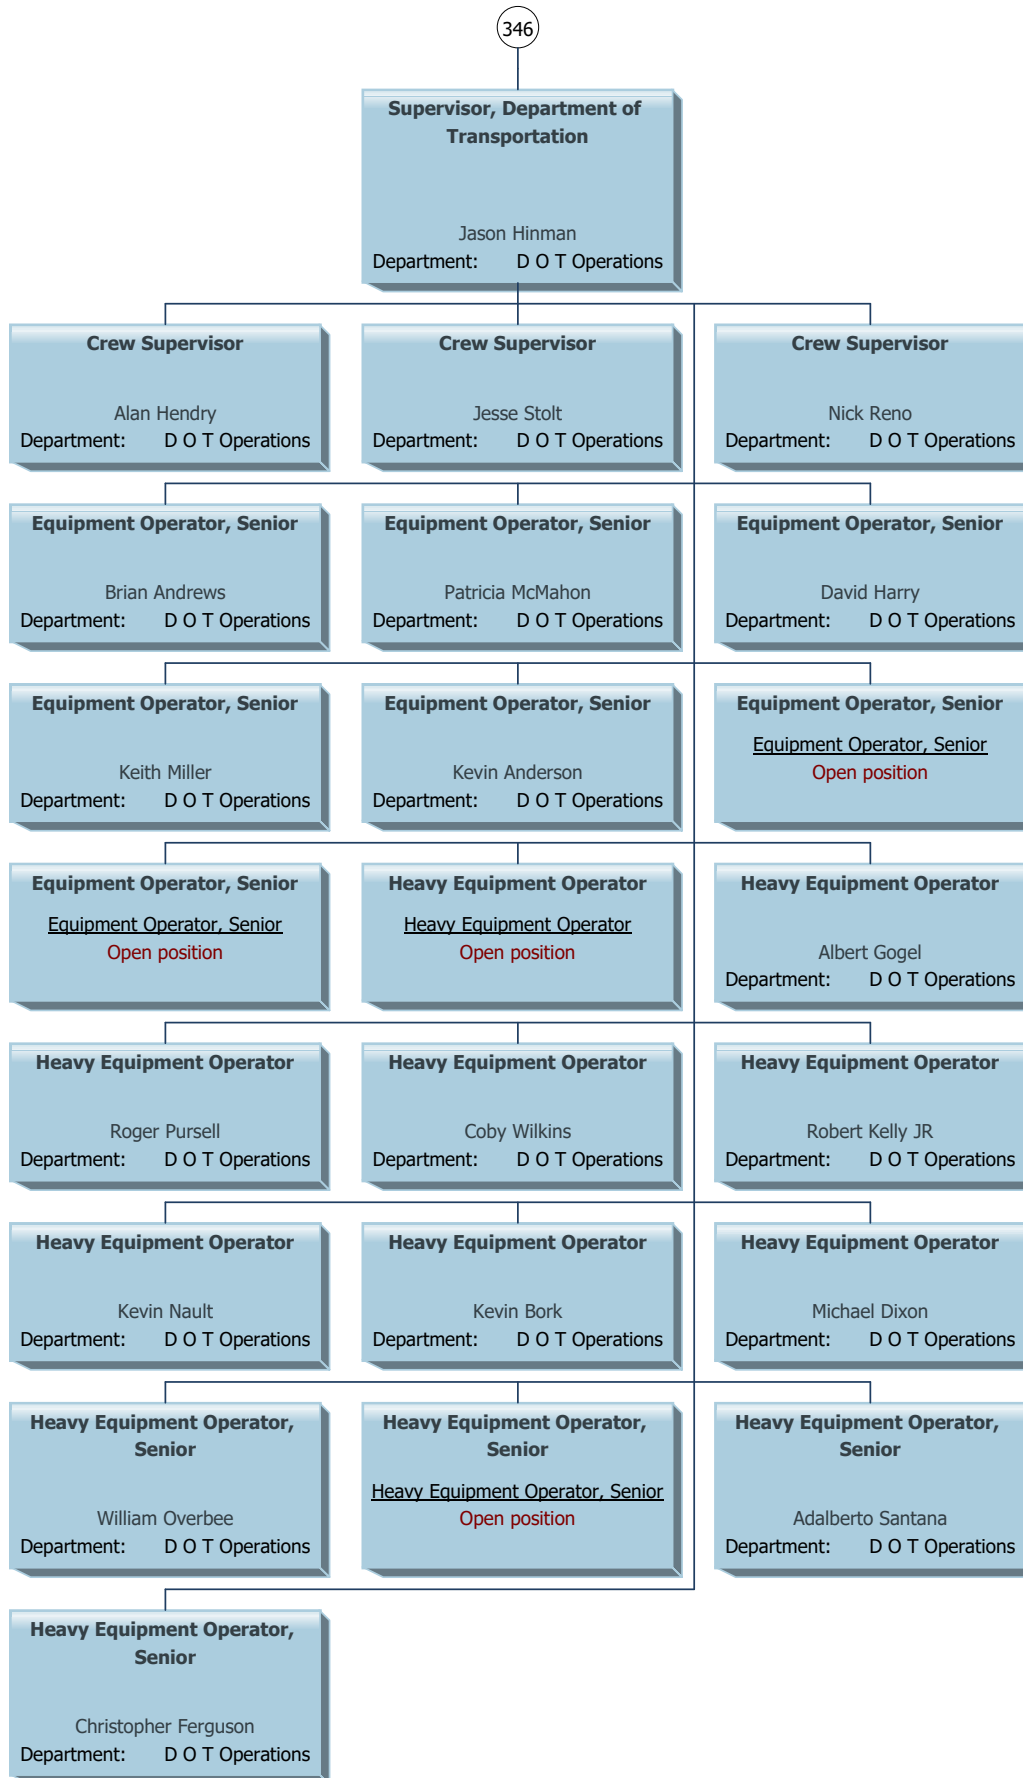 346
Supervisor, Department of
Transportation
Jason Hinman
Department: D O T Operations
Crew Supervisor
Alan Hendry
Department: D O T Operations
Crew Supervisor
Jesse Stolt
Department: D O T Operations
Crew Supervisor
Nick Reno
Department: D O T Operations
Equipment Operator, Senior
Brian Andrews
Department: D O T Operations
Equipment Operator, Senior
Patricia McMahon
Department: D O T Operations
Equipment Operator, Senior
David Harry
Department: D O T Operations
Equipment Operator, Senior
Keith Miller
Department: D O T Operations
Equipment Operator, Senior
Kevin Anderson
Department: D O T Operations
Equipment Operator, Senior
Equipment Operator, Senior
Open position
Equipment Operator, Senior
Equipment Operator, Senior
Open position
Heavy Equipment Operator
Heavy Equipment Operator
Open position
Heavy Equipment Operator
Albert Gogel
Department: D O T Operations
Heavy Equipment Operator
Roger Pursell
Department: D O T Operations
Heavy Equipment Operator
Coby Wilkins
Department: D O T Operations
Heavy Equipment Operator
Robert Kelly JR
Department: D O T Operations
Heavy Equipment Operator
Kevin Nault
Department: D O T Operations
Heavy Equipment Operator
Kevin Bork
Department: D O T Operations
Heavy Equipment Operator
Michael Dixon
Department: D O T Operations
Heavy Equipment Operator,
Senior
William Overbee
Department: D O T Operations
Heavy Equipment Operator,
Senior
Heavy Equipment Operator, Senior
Open position
Heavy Equipment Operator,
Senior
Adalberto Santana
Department: D O T Operations
Heavy Equipment Operator,
Senior
Christopher Ferguson
Department: D O T Operations